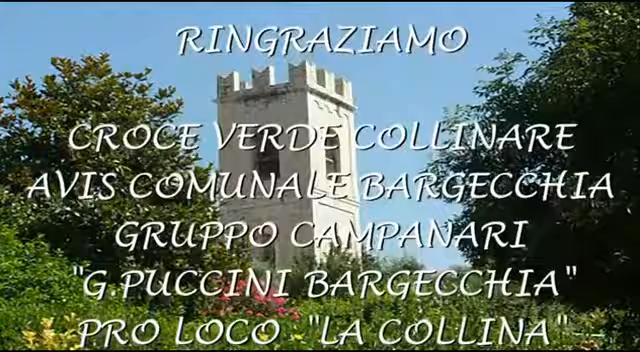 RINGRAZIAMO
CROCE VERDE COLLINARE
AVIS COMUNALE BARGECCHIA
GRUPPO CAMPANARI
"G.PUCCINI BARGECCHIA"
PRO LOCO "LA COLLINA"